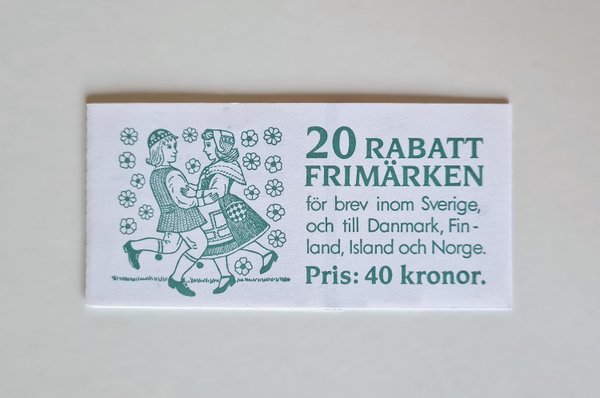 20 RABATT
FRIMÄRKEN
för brev inom Sverige,
och till Danmark, Fin-
land, Island och Norge.
Pris: 40 kronor.